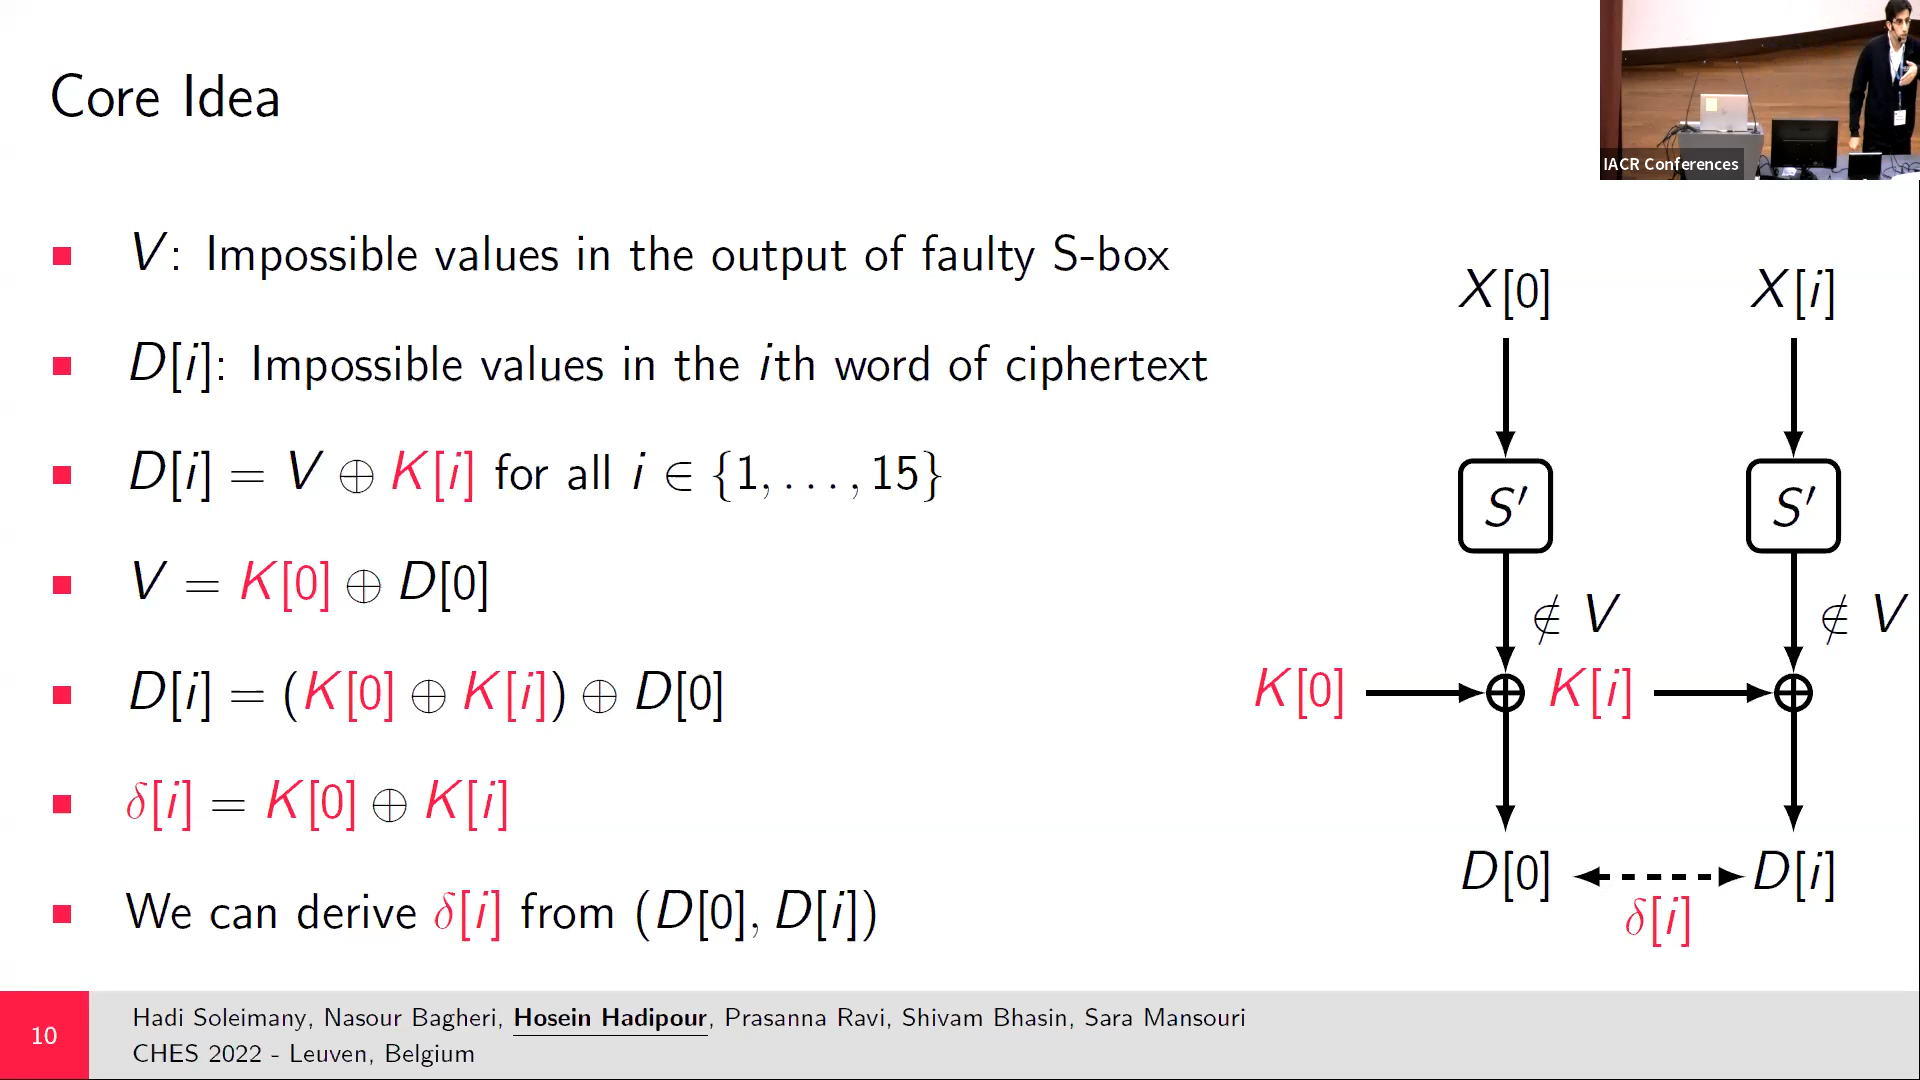 Core Idea
IACR Conferences
V: Impossible values in the output of faulty S-box
D[i]: Impossible values in the ith word of ciphertext
D[i] = V ⊕ K[i] for all i ∈ {1, . . . , 15}
V = K[0] ⊕ D[0]
D[i] = (K[0] ⊕ K[i]) ⊕ D[0]
δ[i] = K[0] ⊕ K[i]
We can derive δ[i] from (D[0], D[i])
X[0] X[i]
S′ S′
∉ V ∉ V
K[0] K[i]
D[0] D[i]
δ[i]
10
Hadi Soleimany, Nasour Bagheri, Hosein Hadipour, Prasanna Ravi, Shivam Bhasin, Sara Mansouri
CHES 2022 - Leuven, Belgium